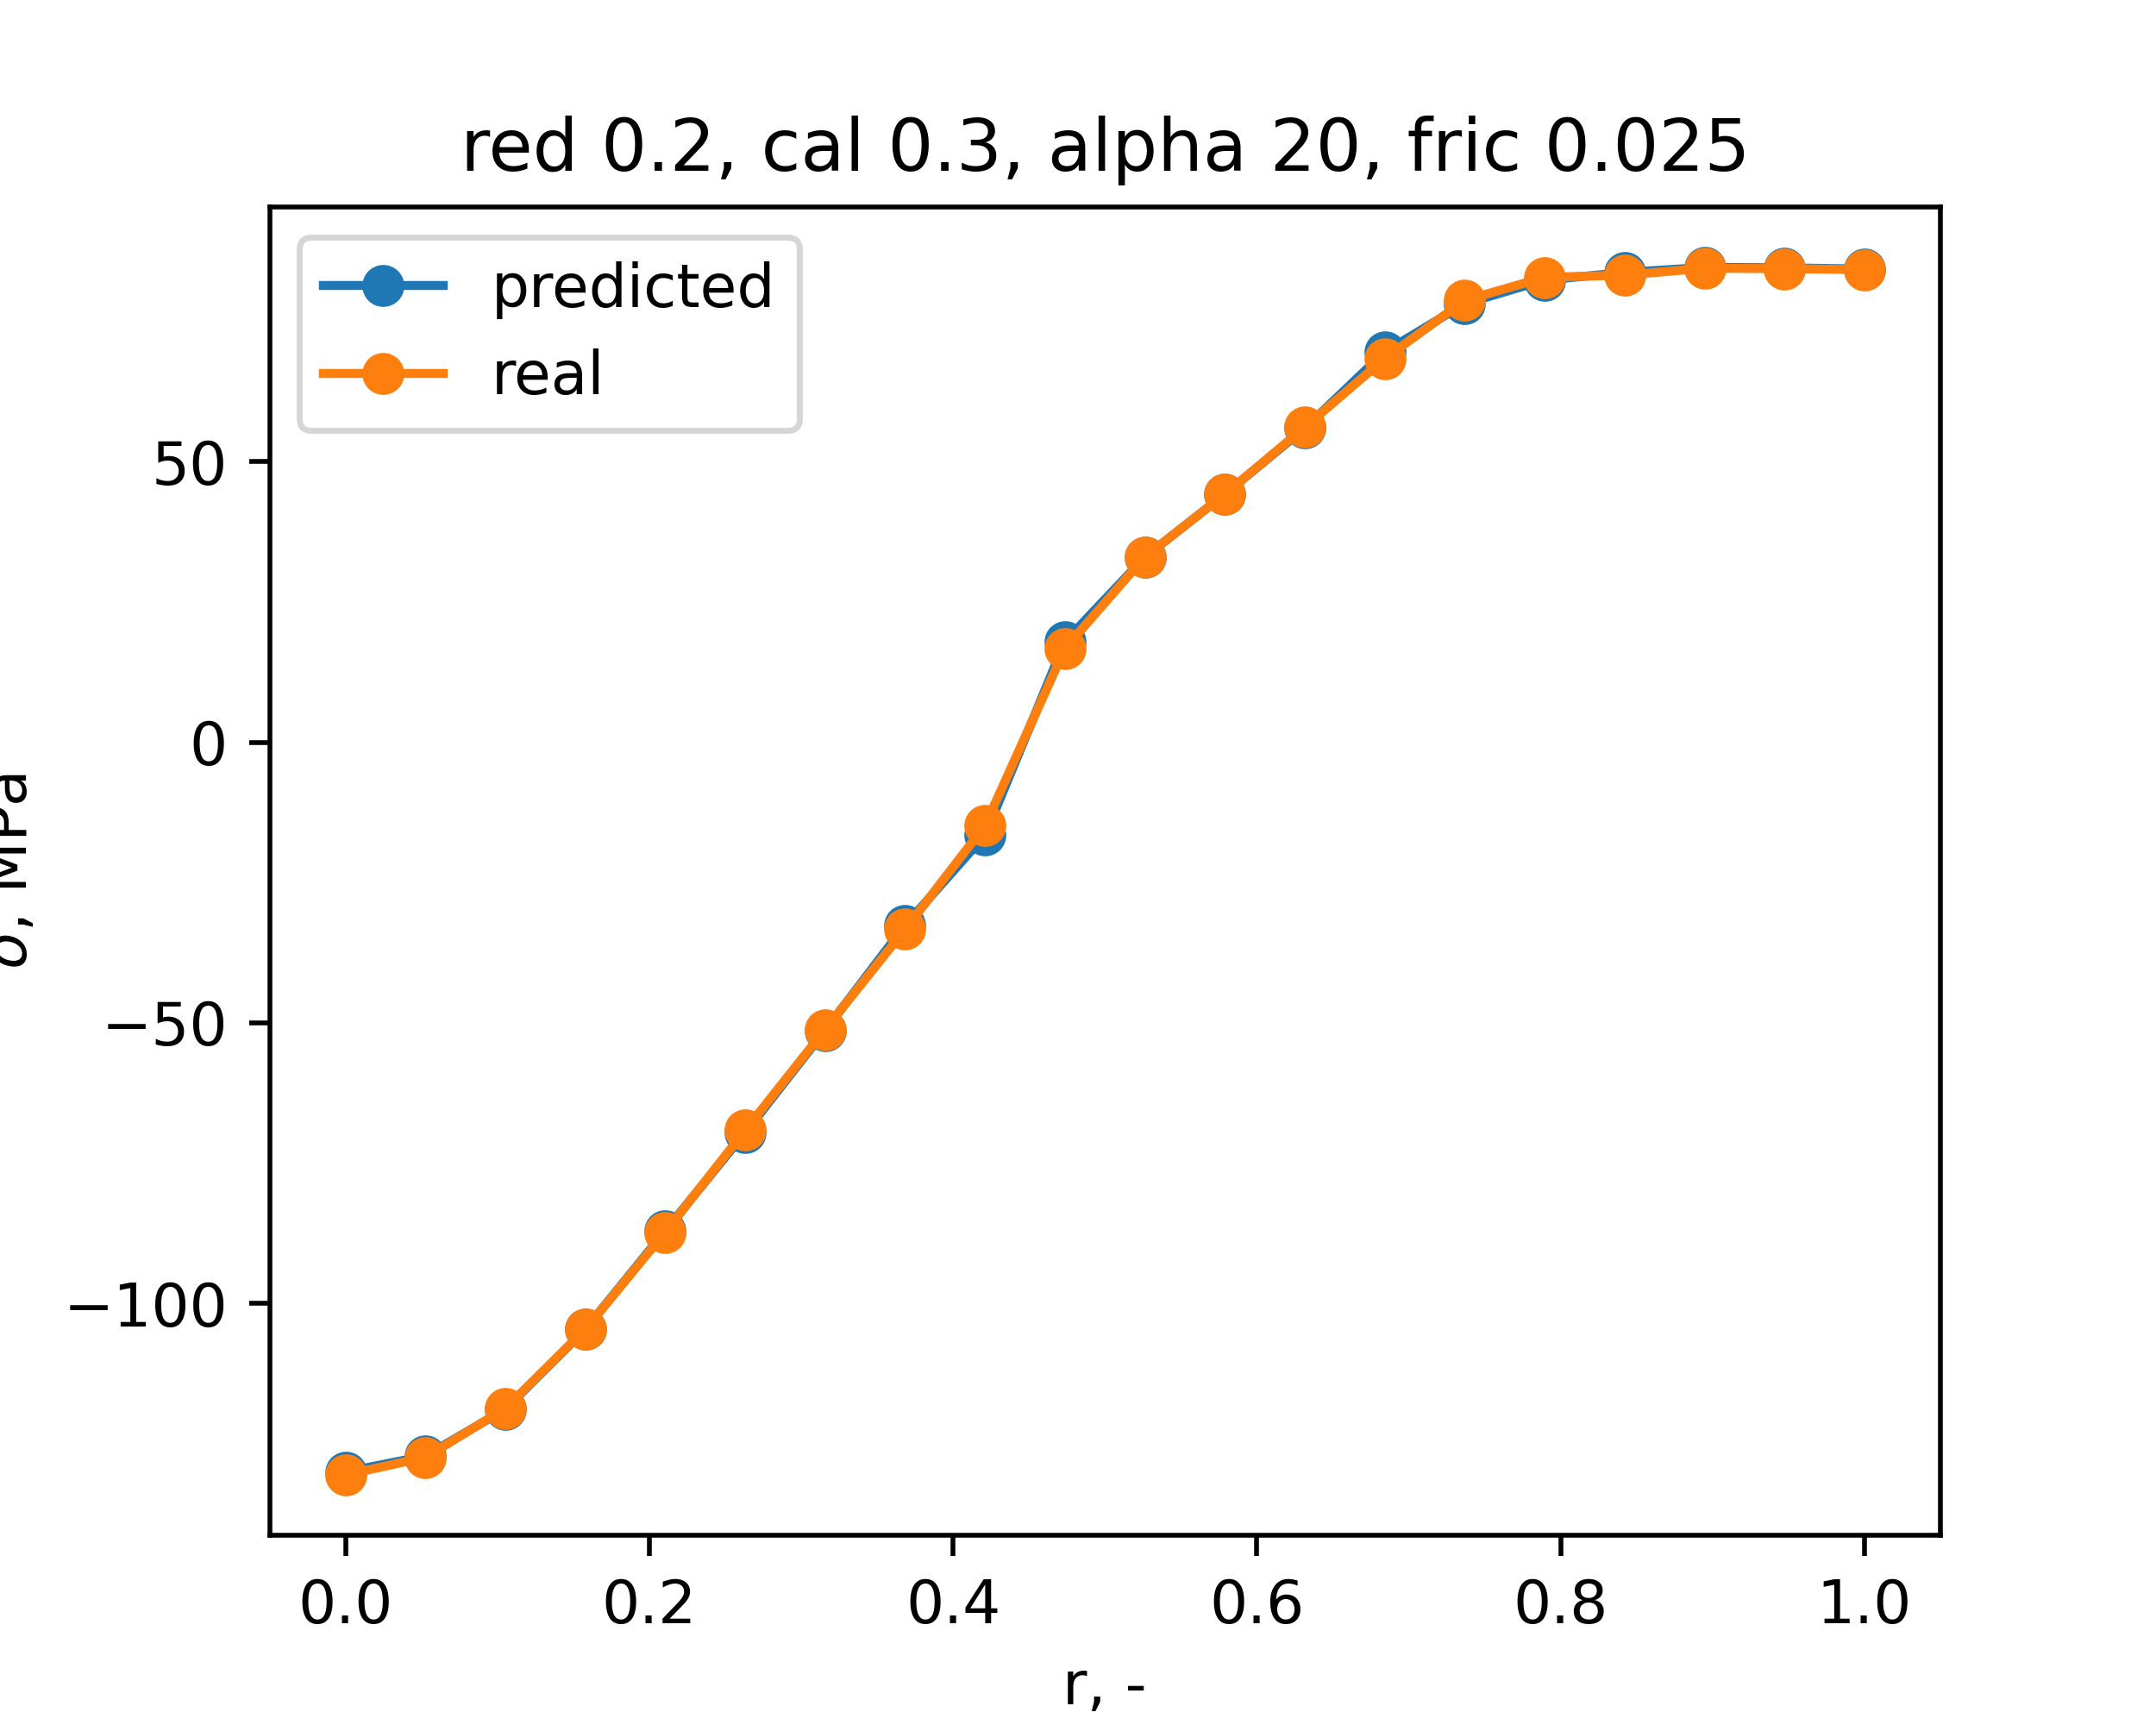 red 0.2, cal 0.3, alpha 20, fric 0.025
predicted
real
50
0
−50
−100
σ, MPa
0.0 0.2 0.4 0.6 0.8 1.0
r, -